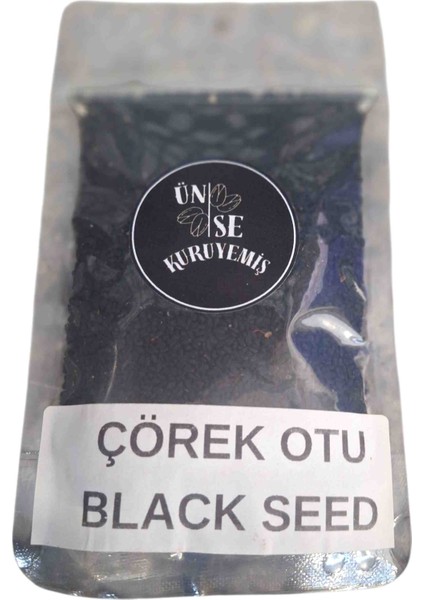 ÜN
SE
KURUYEMİŞ
ÇÖREK OTU
BLACK SEED